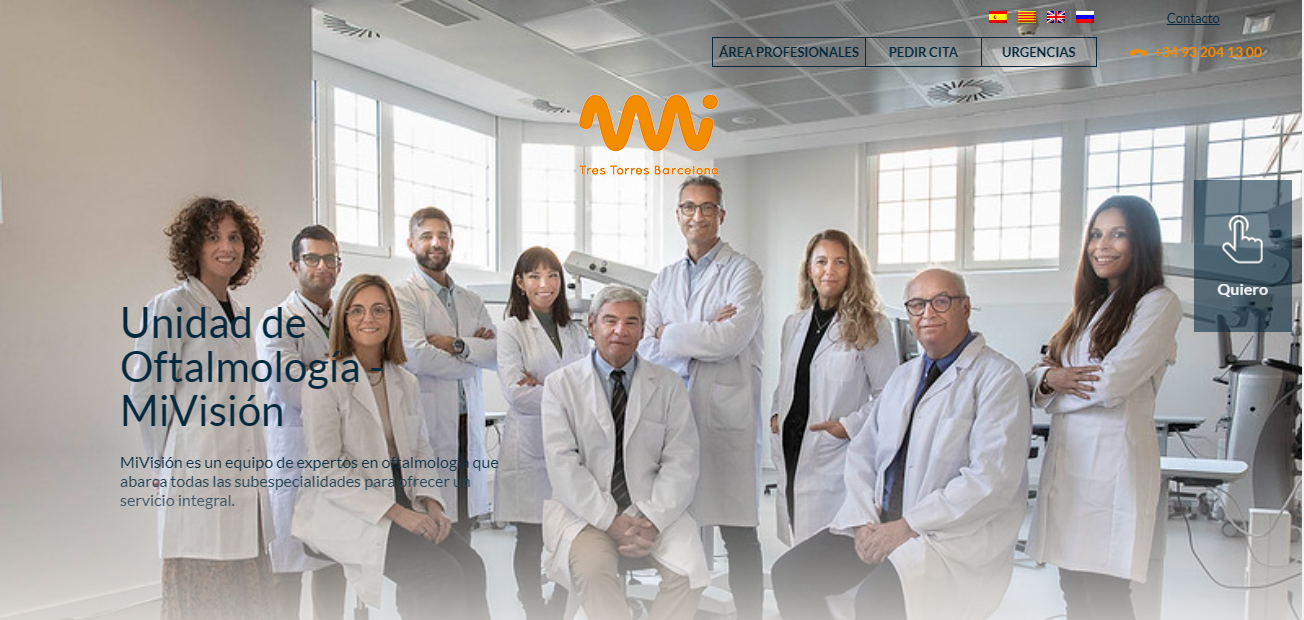 Contacto
ÁREA PROFESIONALES
PEDIR CITA
URGENCIAS
+34 93 204 13 00
Mi
Tres Torres Barcelona
Quiero
Unidad de
Oftalmología -
MiVisión
MiVisión es un equipo de expertos en oftalmología que
abarca todas las subespecialidades para ofrecer un
servicio integral.